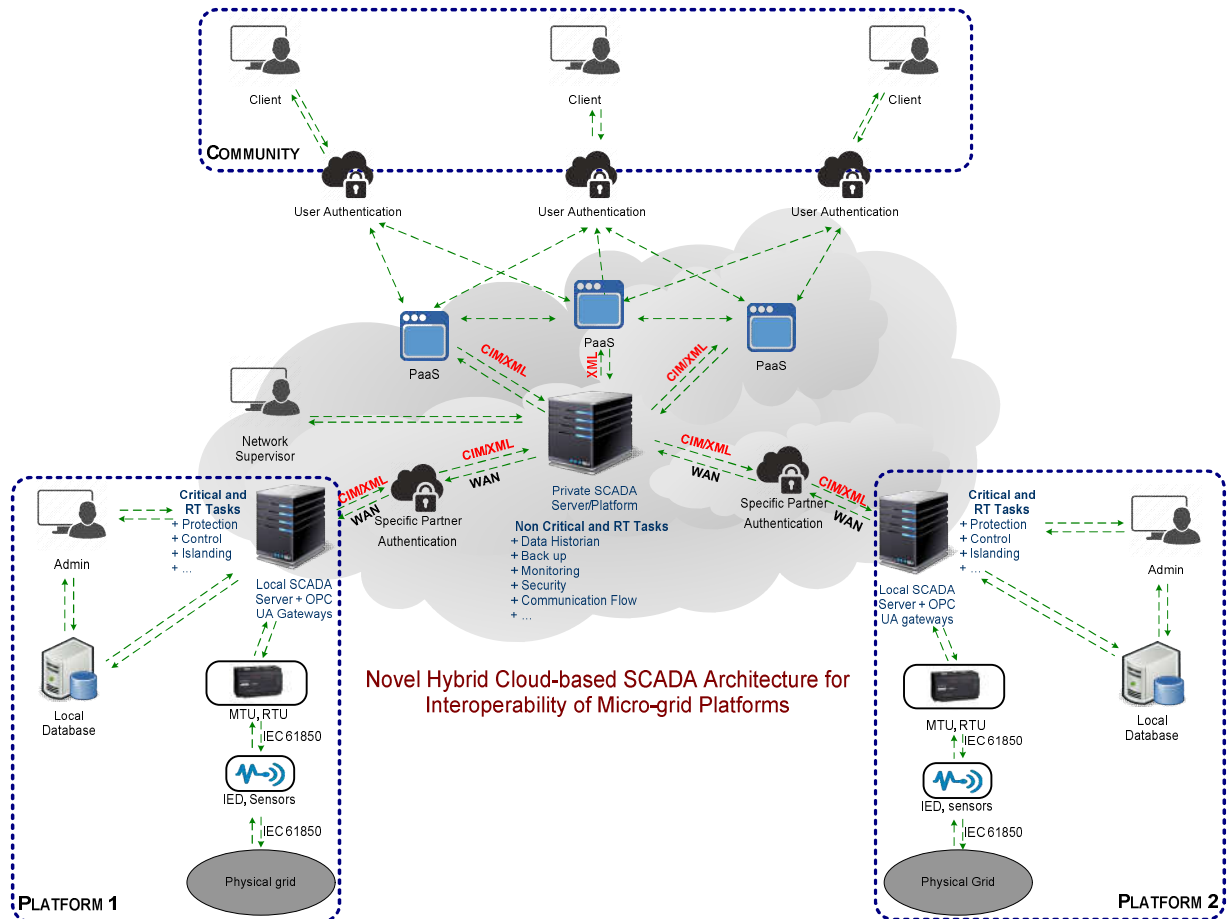 Client
Client
Client
COMMUNITY
User Authentication
User Authentication
User Authentication
PaaS
PaaS
PaaS
CIM/XML
XML
CIM/XML
Network
Supervisor
CIM/XML
WAN
CIM/XML
WAN
CIM/XML
WAN
CIM/XML
WAN
Specific Partner
Authentication
Specific Partner
Authentication
Private SCADA
Server/Platform
Non Critical and RT Tasks
+ Data Historian
+ Back up
+ Monitoring
+ Security
+ Communication Flow
+ ...
Critical and
RT Tasks
+ Protection
+ Control
+ Islanding
+ ...
Admin
Local SCADA
Server + OPC
UA Gateways
Local
Database
MTU, RTU
IEC 61850
IED, Sensors
IEC 61850
Physical grid
PLATFORM 1
Novel Hybrid Cloud-based SCADA Architecture for
Interoperability of Micro-grid Platforms
Critical and
RT Tasks
+ Protection
+ Control
+ Islanding
+ ...
Admin
Local SCADA
Server + OPC
UA gateways
Local
Database
MTU, RTU
IEC 61850
IED, sensors
IEC 61850
Physical Grid
PLATFORM 2